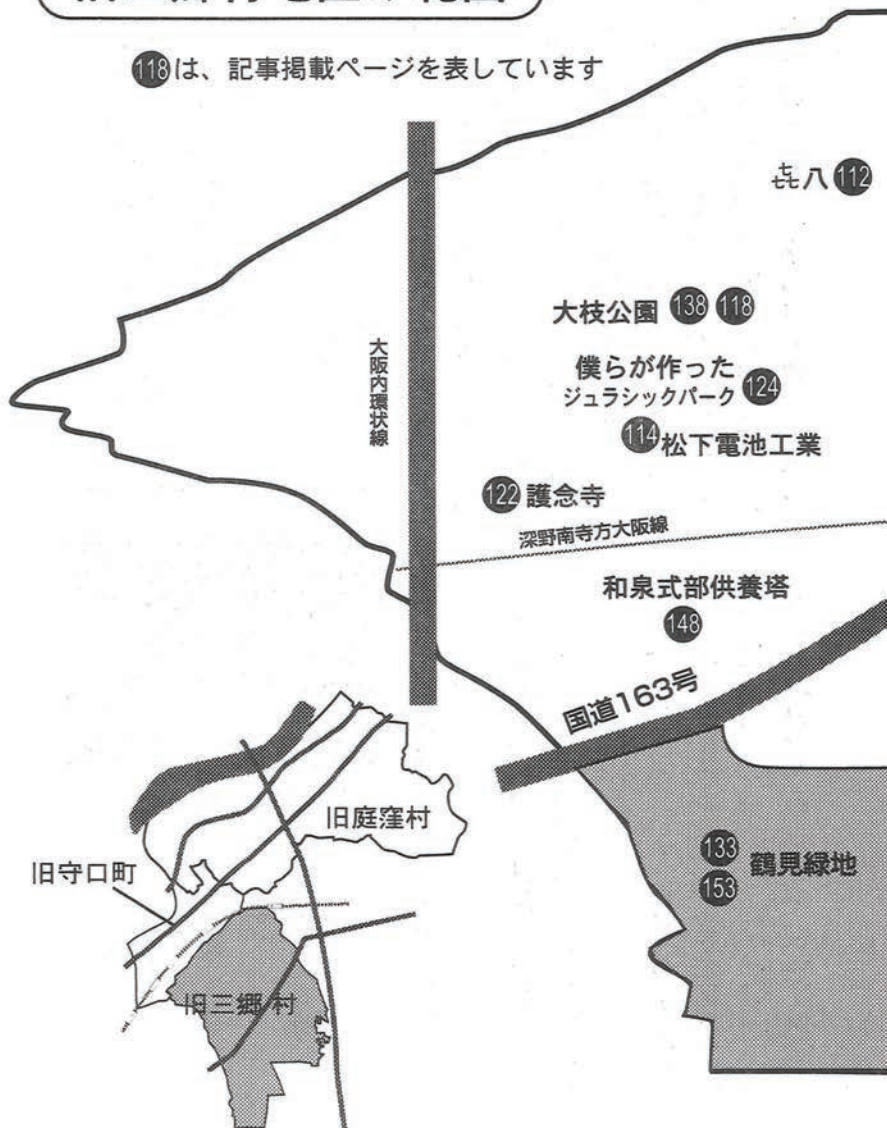 118は、記事掲載ページを表しています
八 112
大枝公園 138 118
僕らが作った
ジュラシックパーク 124
114 松下電池工業
122 護念寺
大阪内環状線
深野南寺方大阪線
和泉式部供養塔
148
国道163号
133
153
鶴見緑地
旧庭窪村
旧守口町
旧三郷村